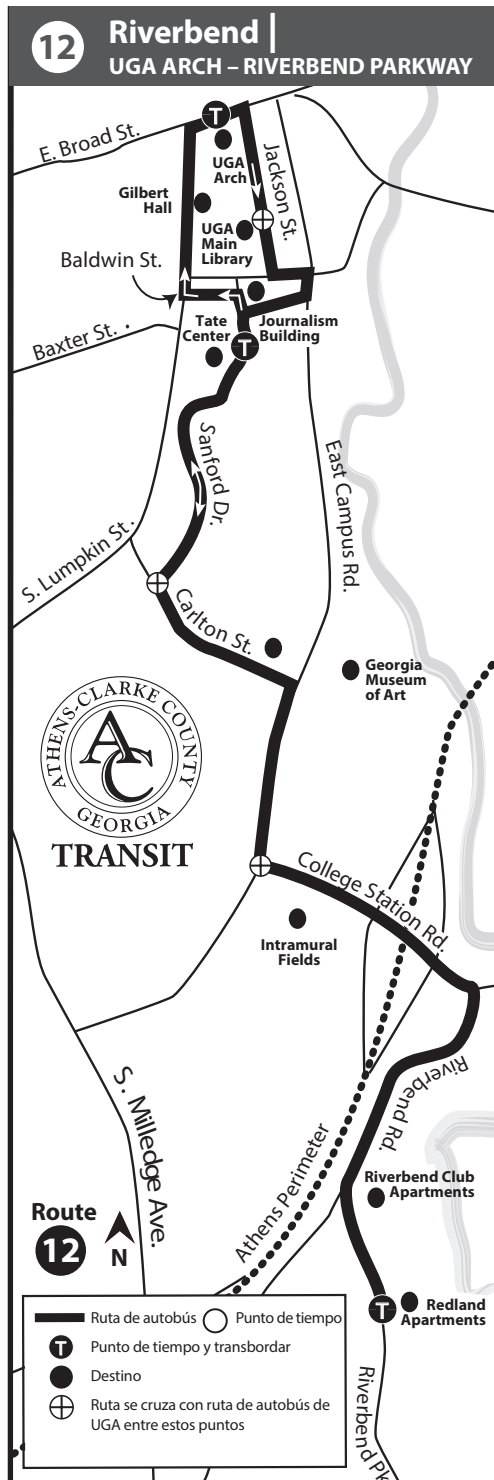 12
Riverbend |
UGA ARCH – RIVERBEND PARKWAY
E. Broad St.
T
UGA
Arch
Jackson St.
Gilbert
Hall
UGA
Main
Library
Baldwin St.
Tate
Center
Journalism
Building
T
Baxter St.
Sanford Dr.
East Campus Rd.
S. Lumpkin St.
Carlton St.
Georgia
Museum
of Art
ATHENS-CLARKE COUNTY
AC
GEORGIA
TRANSIT
College Station Rd.
Intramural
Fields
Riverbend Rd.
S. Milledge Ave.
Athens Perimeter
Riverbend Club
Apartments
Route
12
N
T
Redland
Apartments
Riverbend Pk
Ruta de autobús
Punto de tiempo
T
Punto de tiempo y transbordar
Destino
Ruta se cruza con ruta de autobús de
UGA entre estos puntos